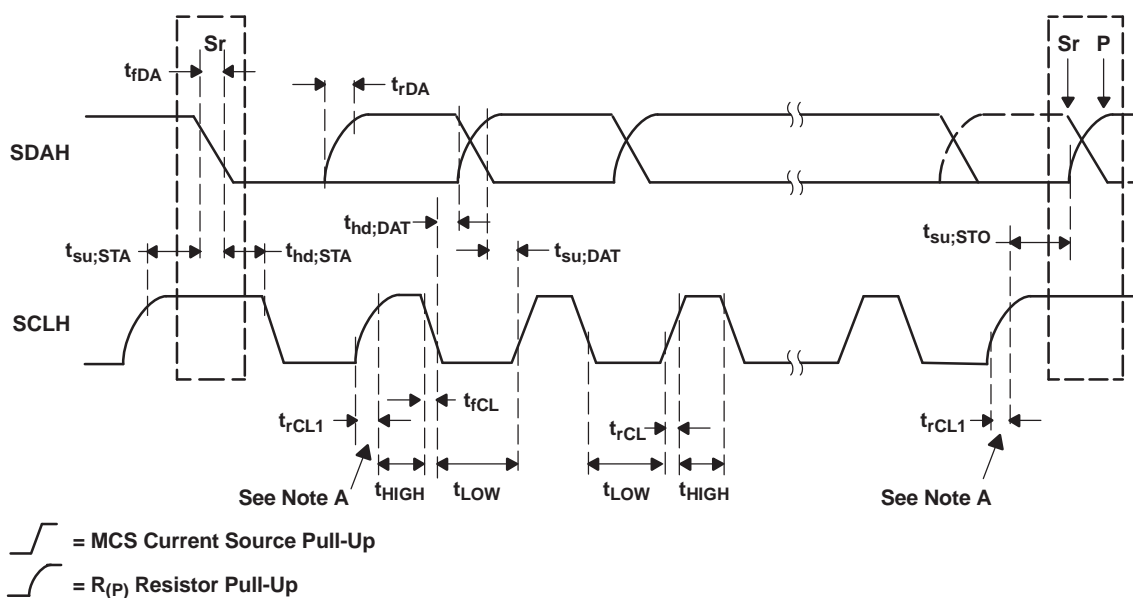 Sr
Sr P
tfDA
trDA
SDAH
thd;DAT
tsu;STA
thd;STA
tsu;DAT
tsu;STO
SCLH
tfCL
trCL1
trCL
trCL1
tHIGH
tLOW
tLOW
tHIGH
See Note A
See Note A
= MCS Current Source Pull-Up
= R(P) Resistor Pull-Up